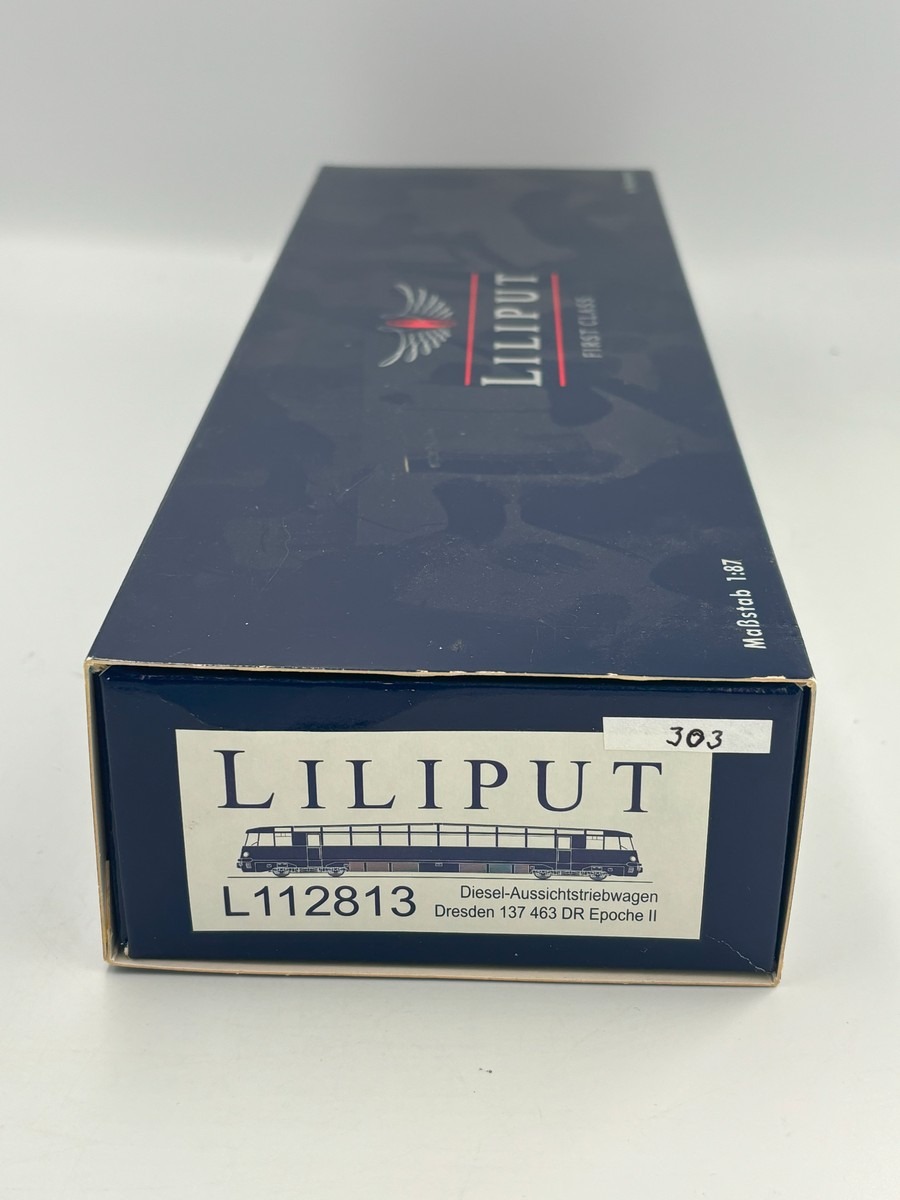 LILIPUT
FIRST CLASS
Maßstab 1:87
303
LILIPUT
L112813
Diesel-Aussichtstriebwagen
Dresden 137 463 DR Epoche II